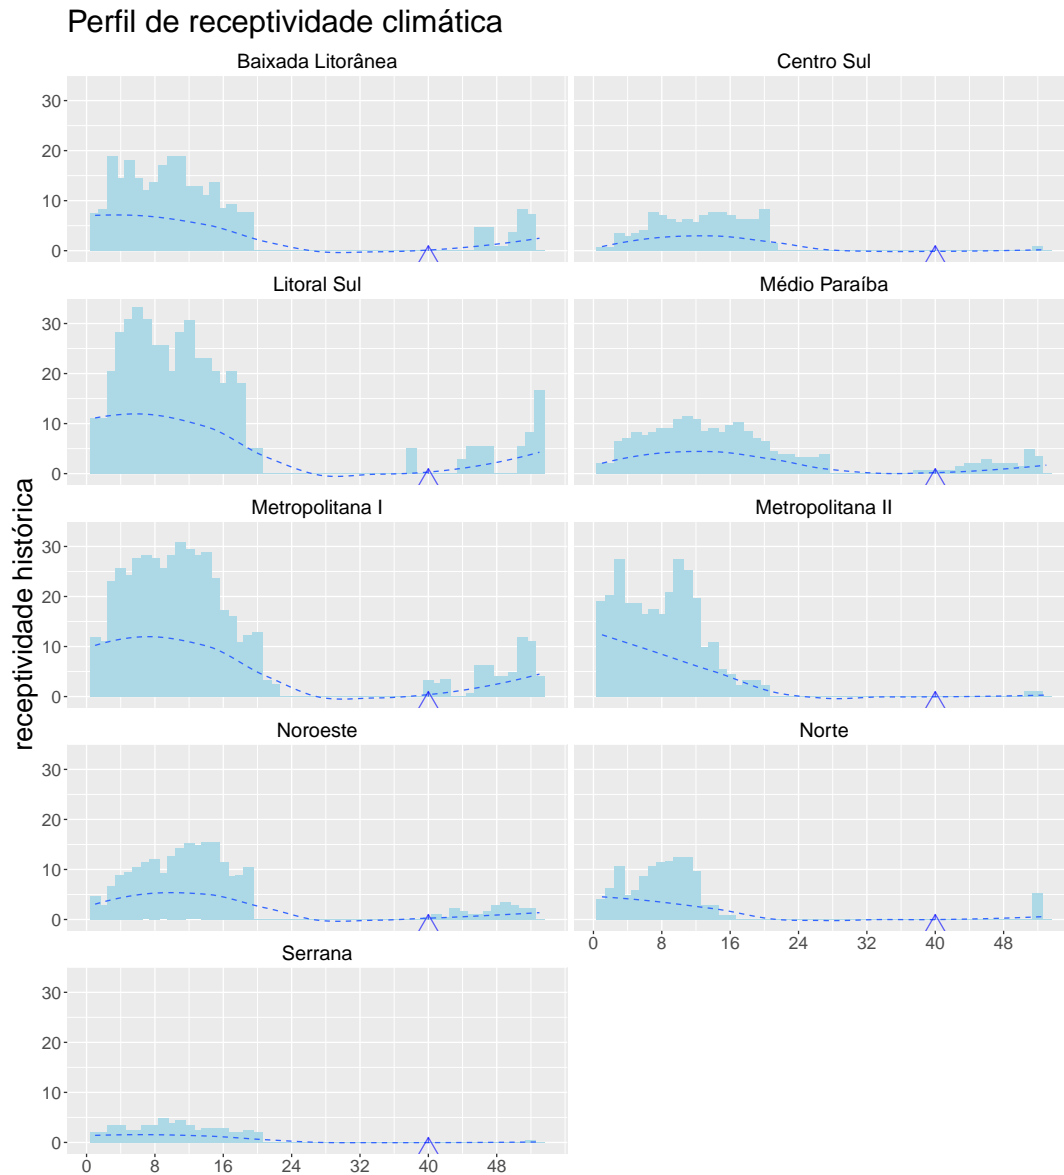 Perfil de receptividade climática
Baixada Litorânea
Centro Sul
30
20
10
0
Litoral Sul
Médio Paraíba
30
20
10
0
receptividade histórica
Metropolitana I
Metropolitana II
30
20
10
0
Noroeste
Norte
30
20
10
0
0 8 16 24 32 40 48
Serrana
30
20
10
0
0 8 16 24 32 40 48